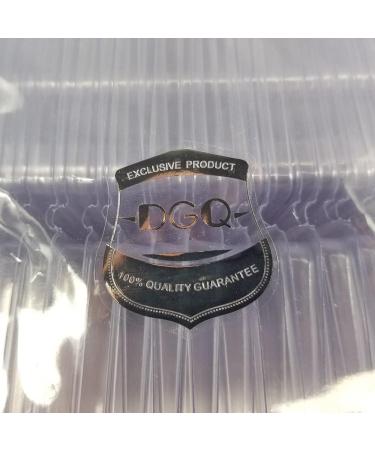 EXCLUSIVE PRODUCT
DGQ
100% QUALITY GUARANTEE